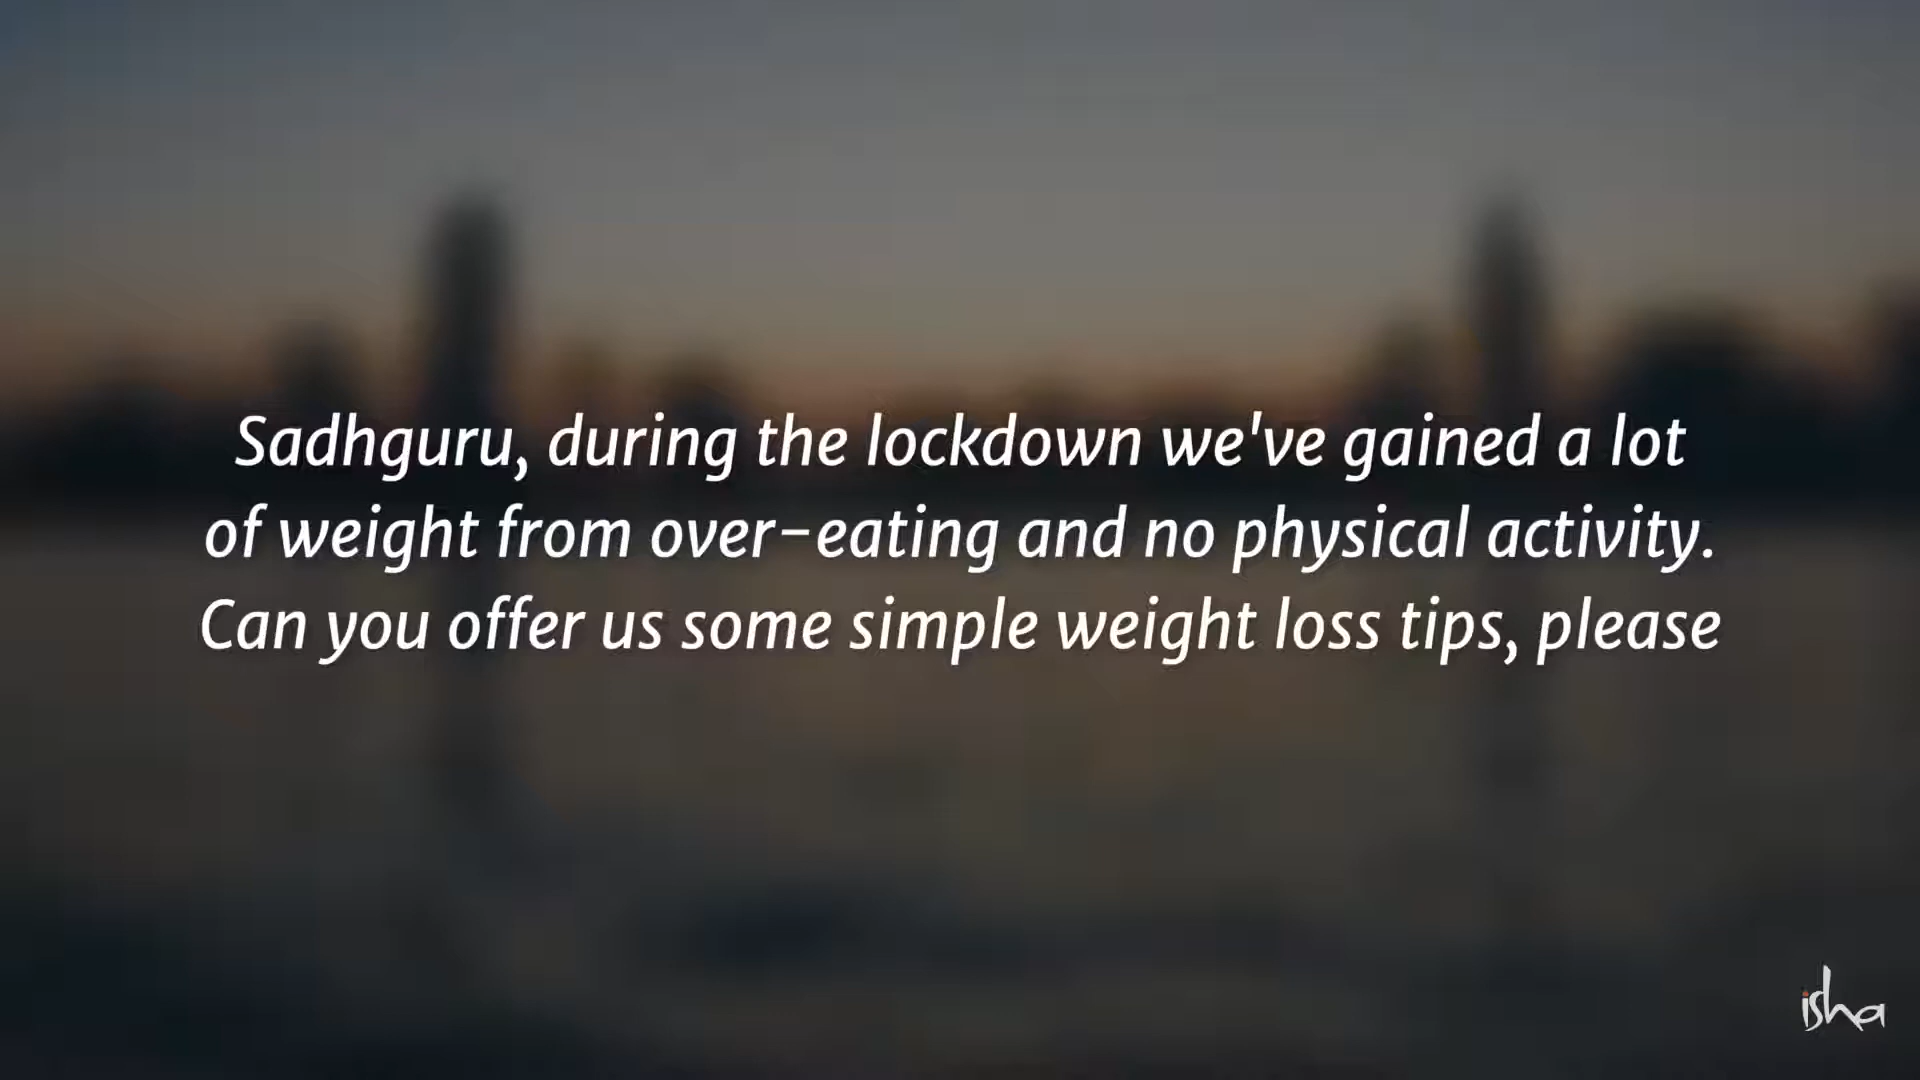 Sadhguru, during the lockdown we've gained a lot
of weight from over-eating and no physical activity.
Can you offer us some simple weight loss tips, please
isha